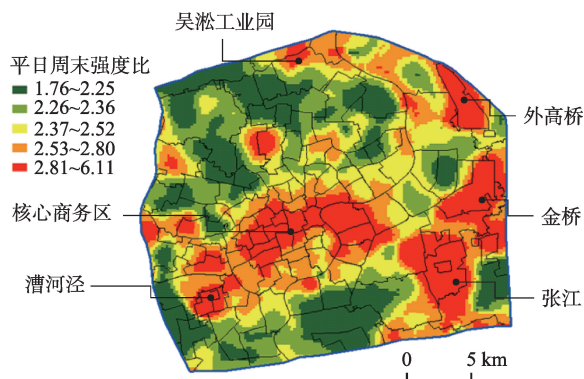 吴淞工业园
平日周末强度比
1.76~2.25
2.26~2.36
2.37~2.52
2.53~2.80
2.81~6.11
外高桥
核心商务区
金桥
漕河泾
张江
0 5 km